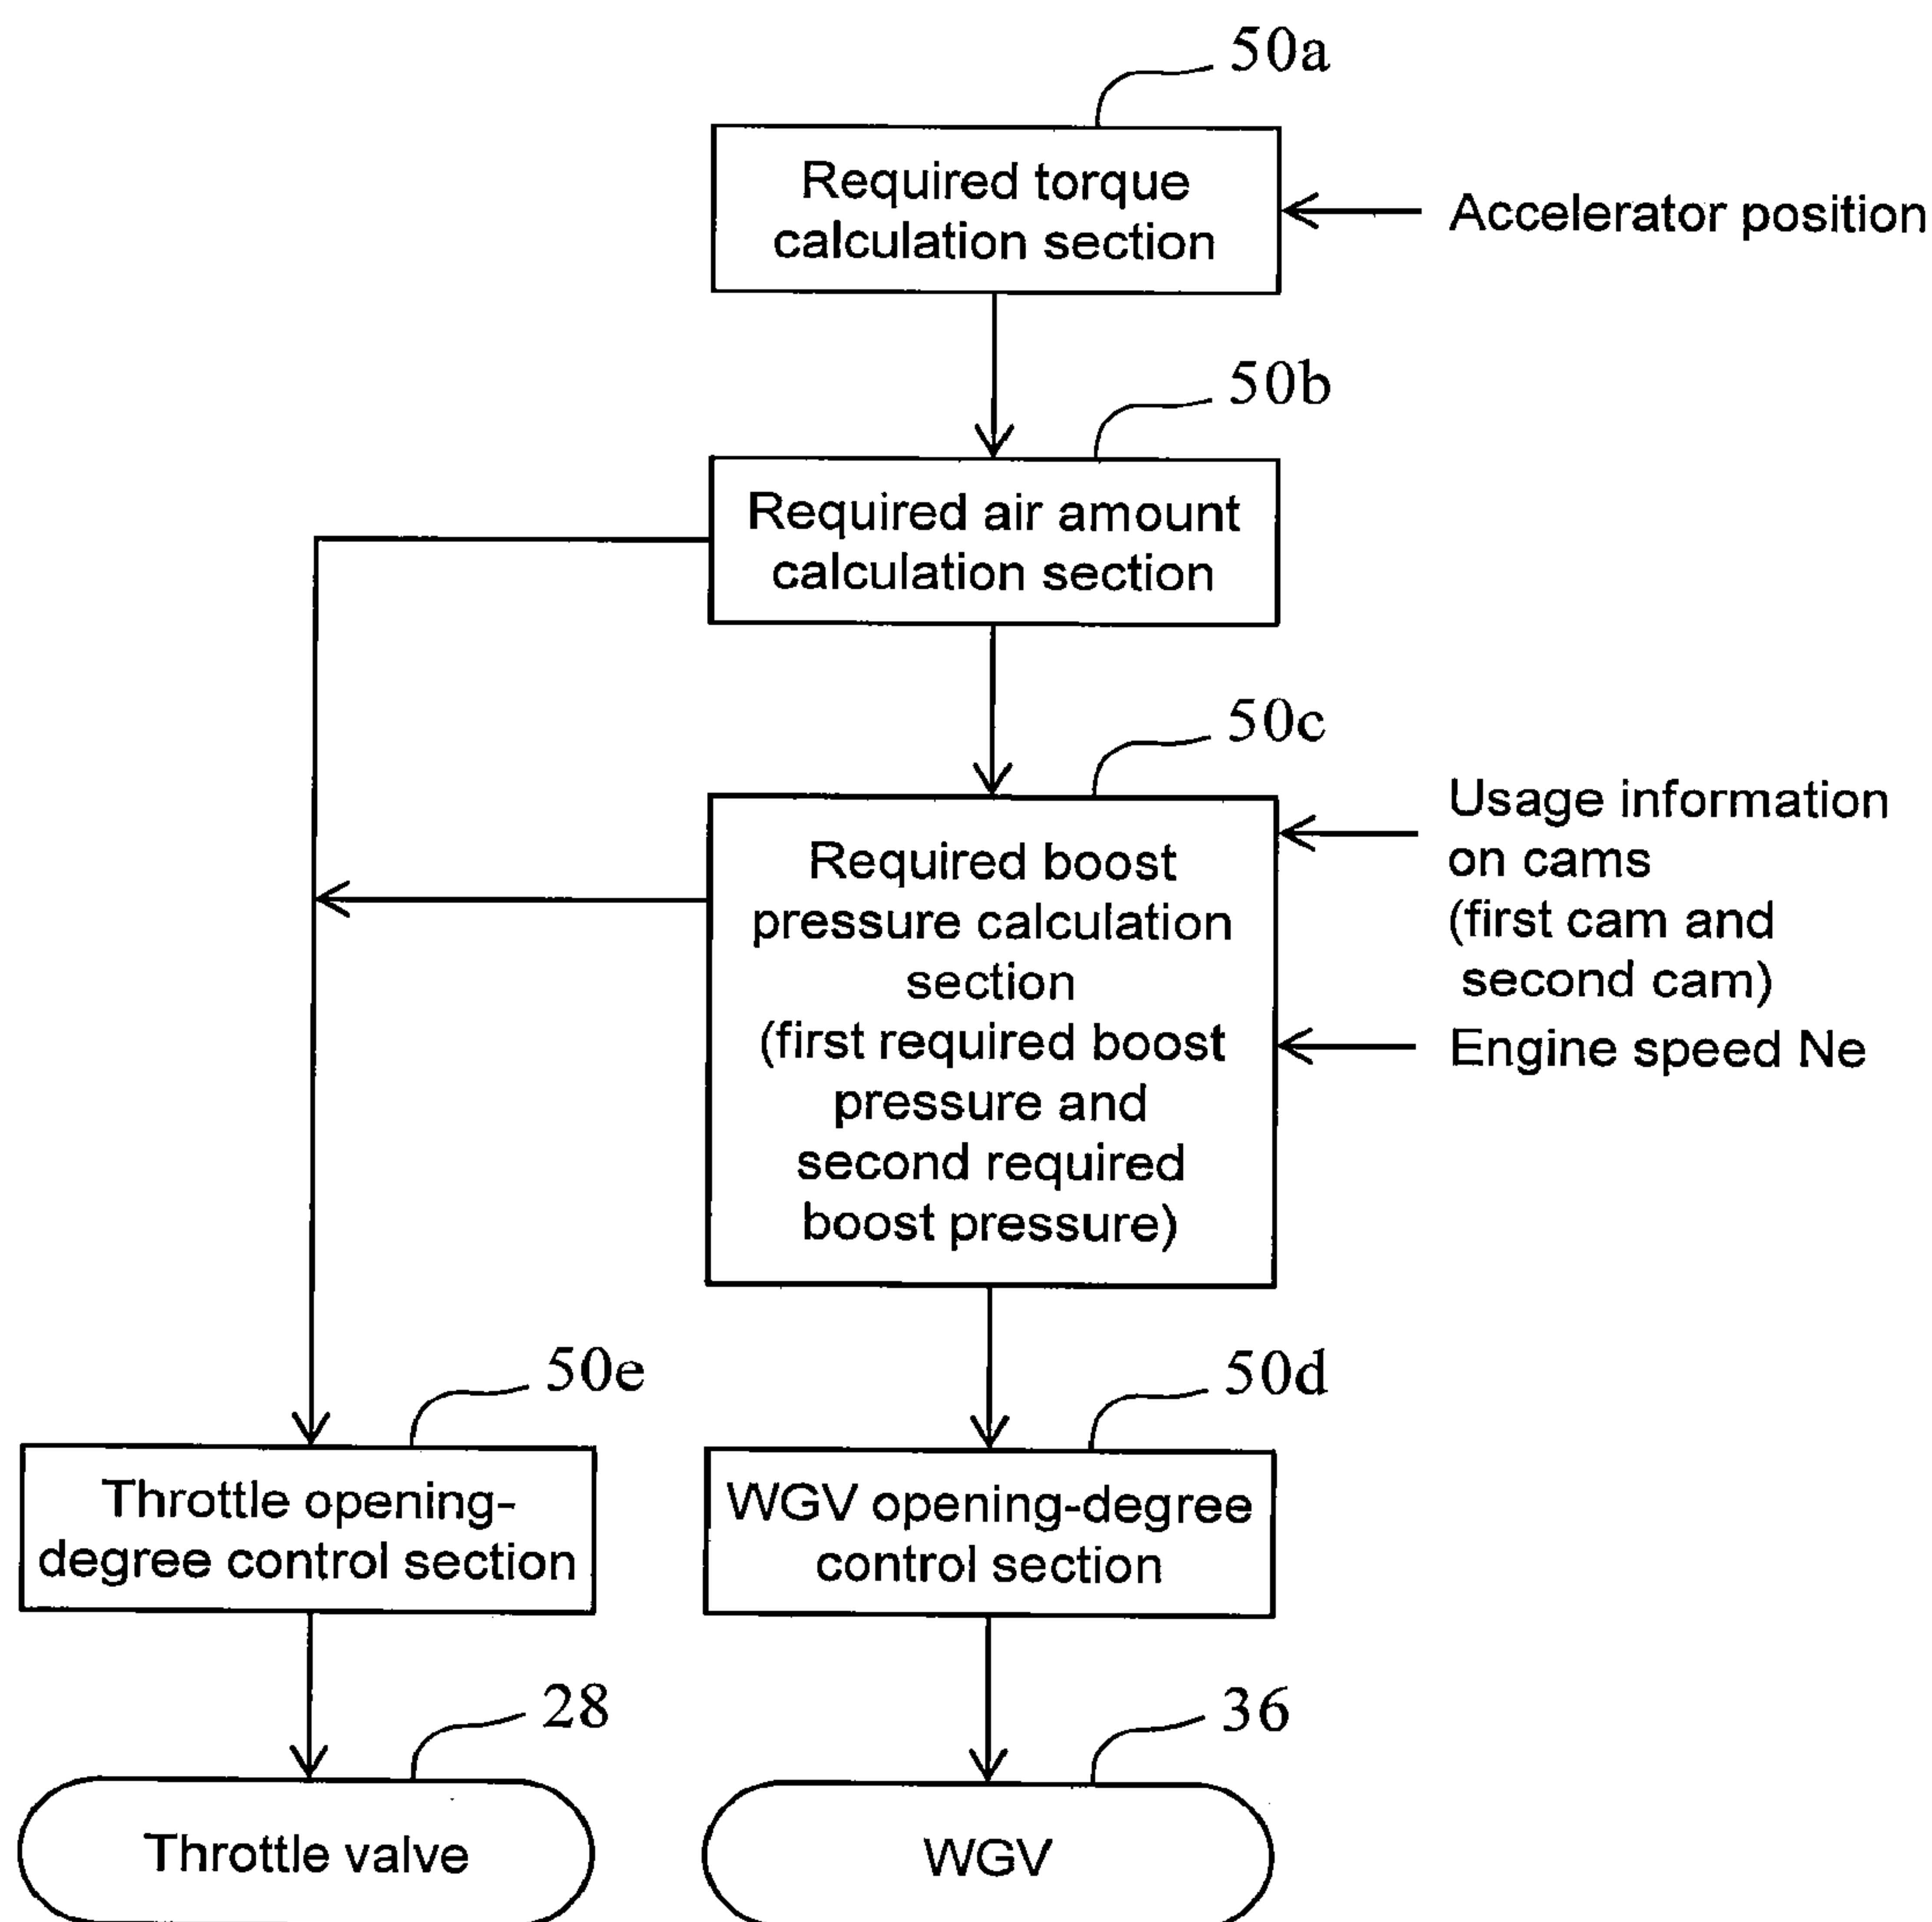 50a
Required torque
calculation section
Accelerator position
50b
Required air amount
calculation section
50c
Required boost
pressure calculation
section
(first required boost
pressure and
second required
boost pressure)
Usage information
on cams
(first cam and
second cam)
Engine speed Ne
50e
Throttle opening-
degree control section
50d
WGV opening-degree
control section
28
Throttle valve
36
WGV